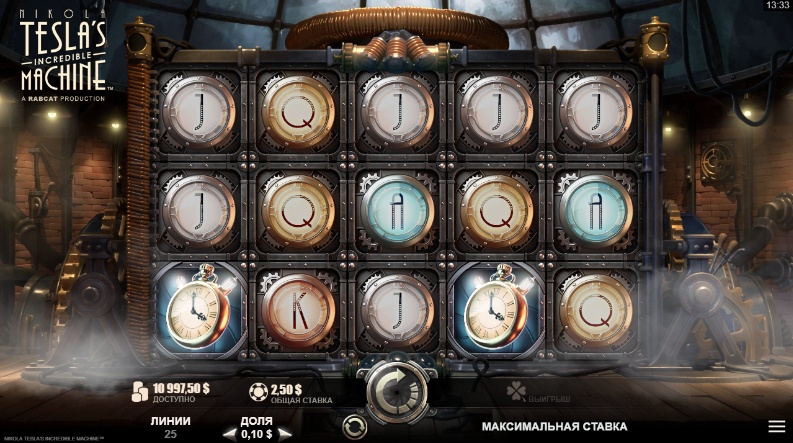 13:33
NIKOLA
TESLA'S
INCREDIBLE
MACHINE™
A RABCAT PRODUCTION
J Q J J J
J Q A Q A
K J Q
10 997,50 $
ДОСТУПНО
2,50 $
ОБЩАЯ СТАВКА
ВЫИГРЫШ
ЛИНИИ
25
ДОЛЯ
0,10 $
МАКСИМАЛЬНАЯ СТАВКА
NIKOLA TESLA'S INCREDIBLE MACHINE™